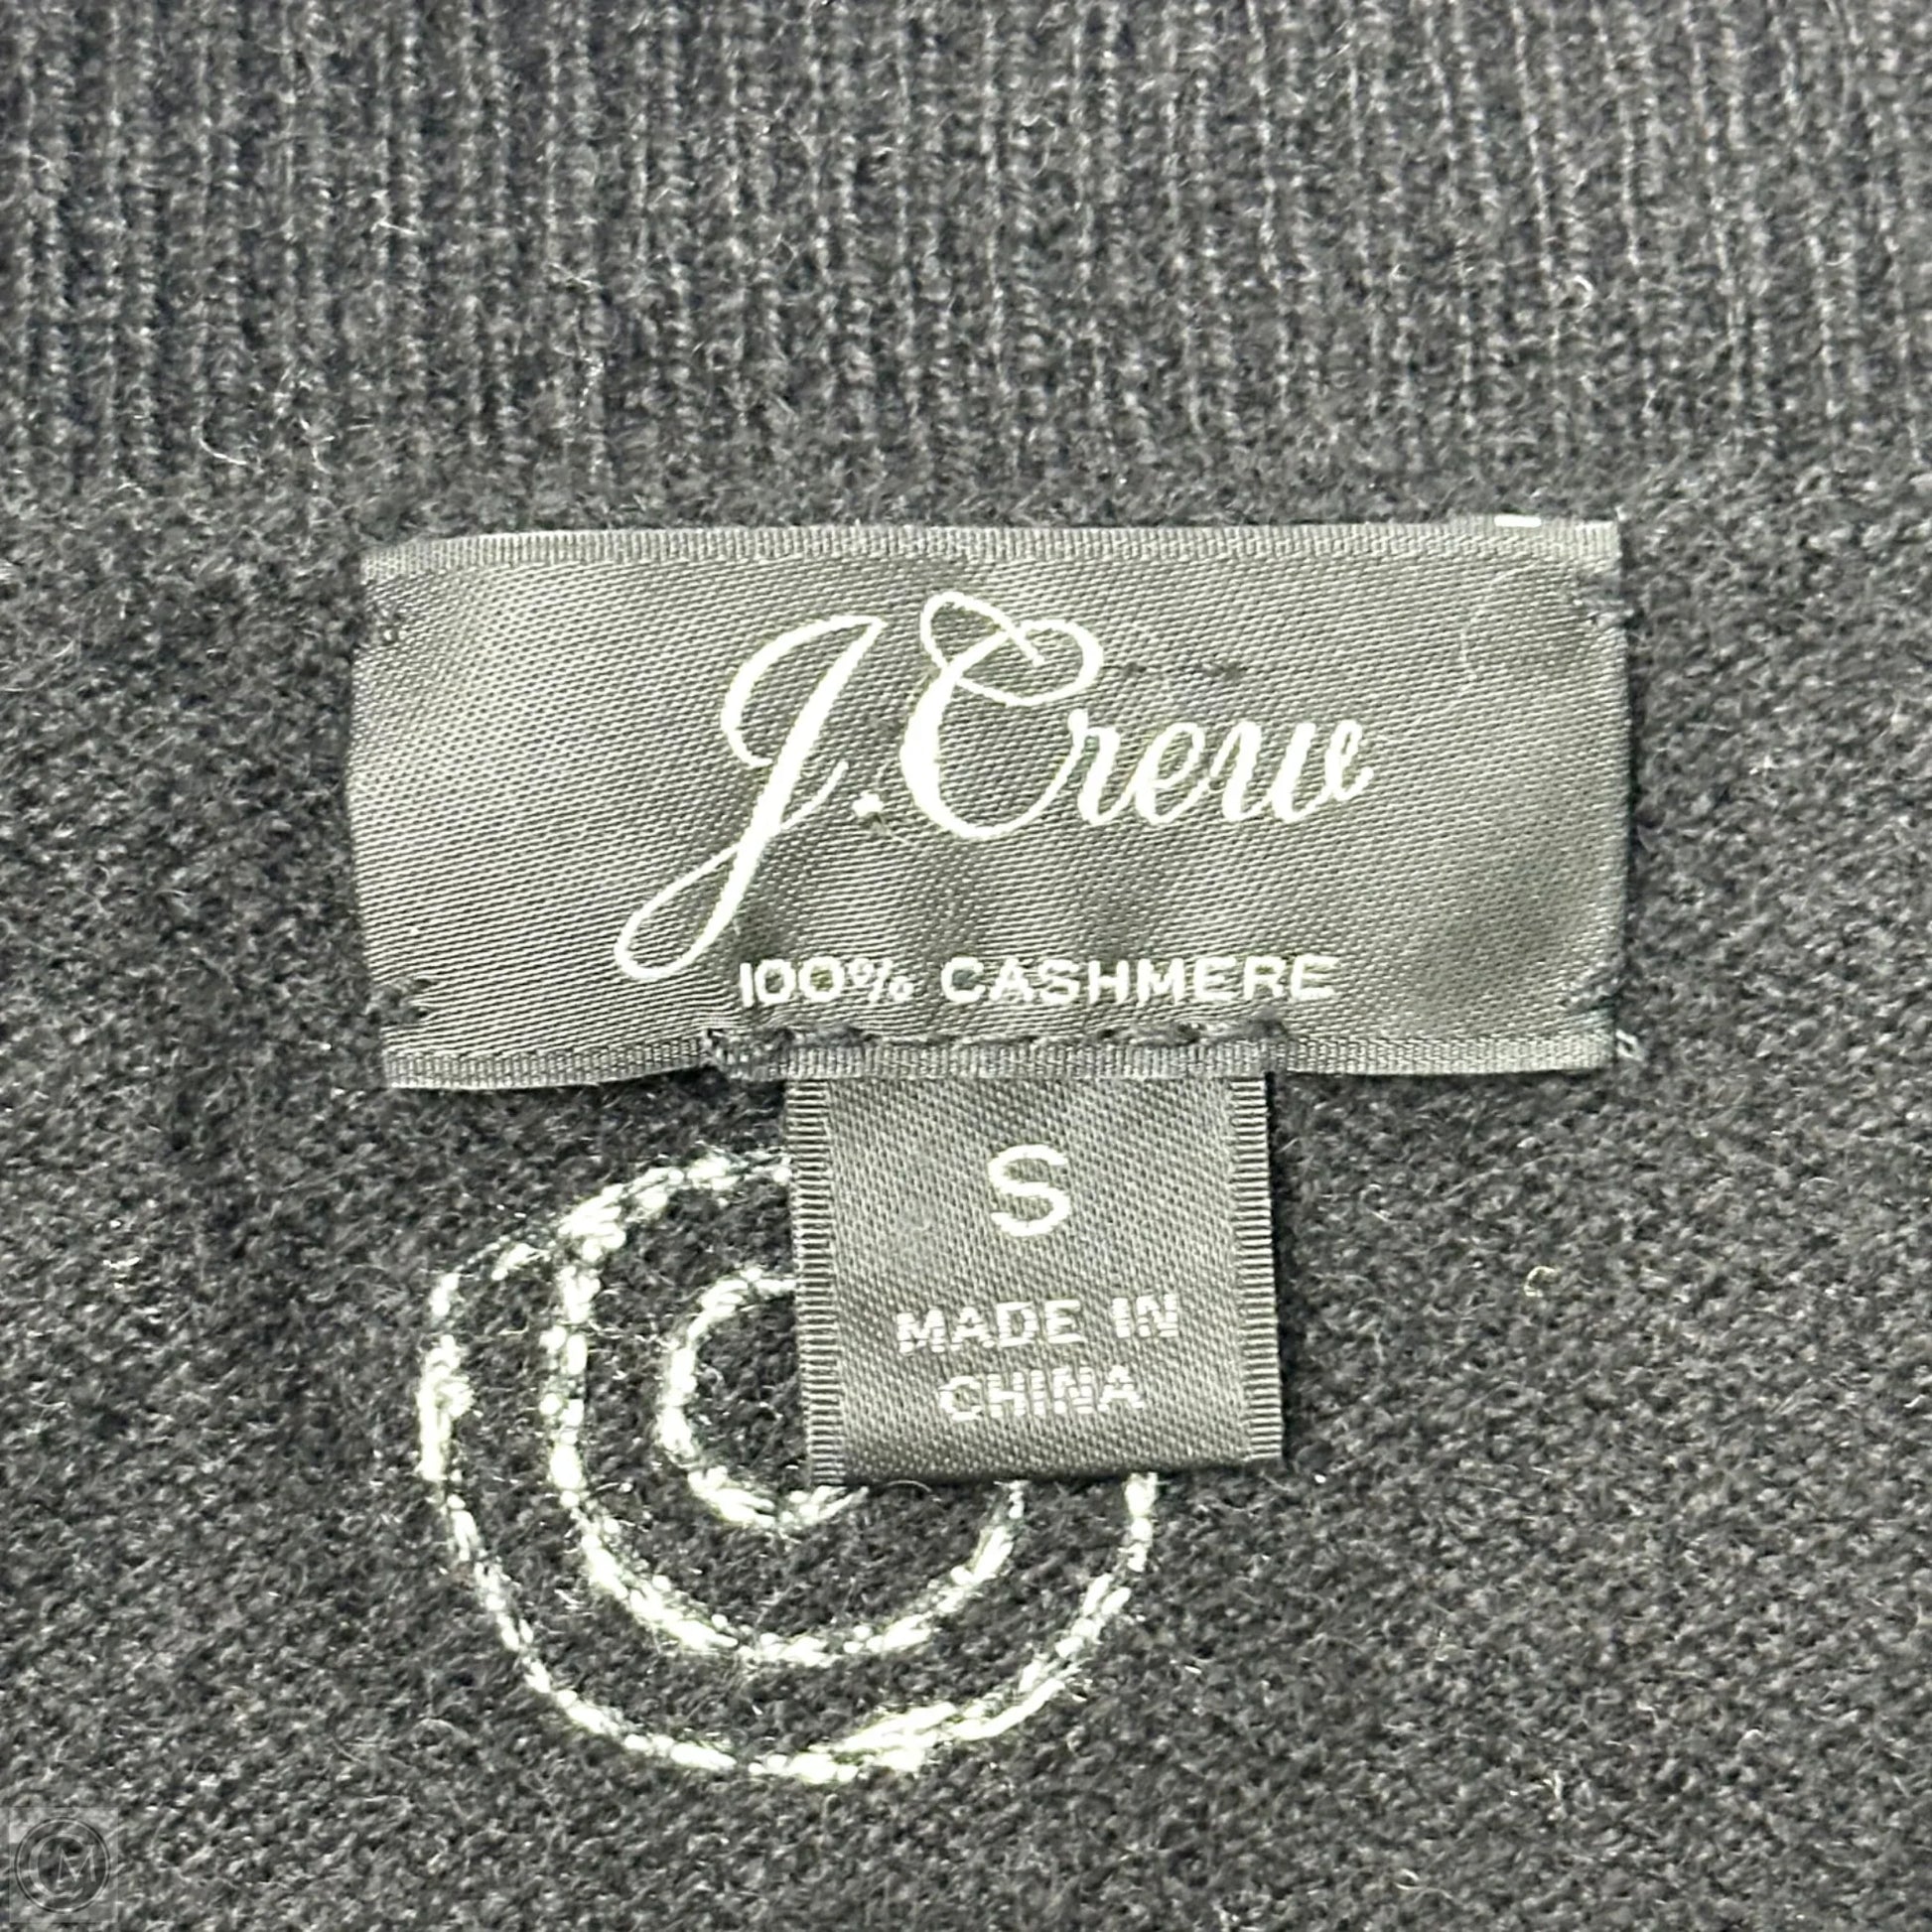 J.Crew
100% CASHMERE
S
MADE IN
CHINA